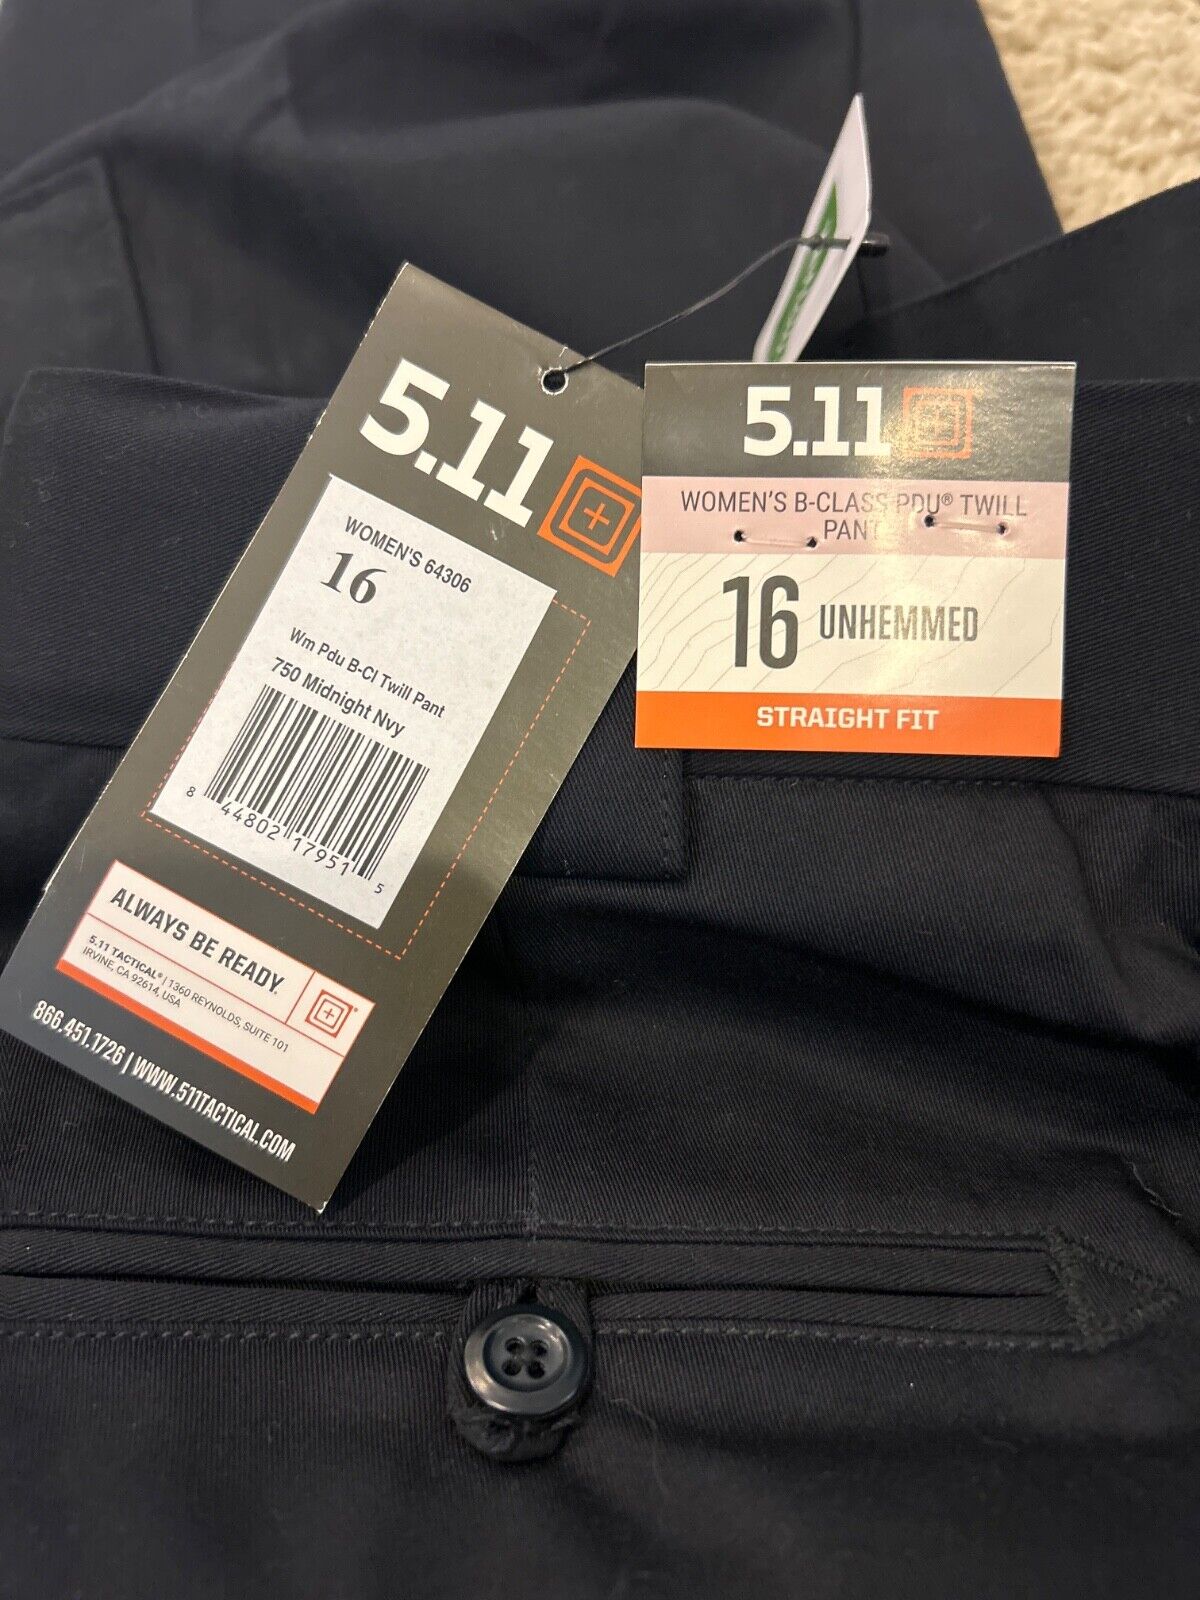 5.11
WOMEN'S 64306
16
Wm Pdu B-Cl Twill Pant
750 Midnight Nvy
8 44802 17951 5
ALWAYS BE READY.
5.11 TACTICAL® | 1360 REYNOLDS, SUITE 101
IRVINE, CA 92614, USA
866.451.1726 | WWW.511TACTICAL.COM
5.11
WOMEN'S B-CLASS PDU® TWILL
PANT
16 UNHEMMED
STRAIGHT FIT